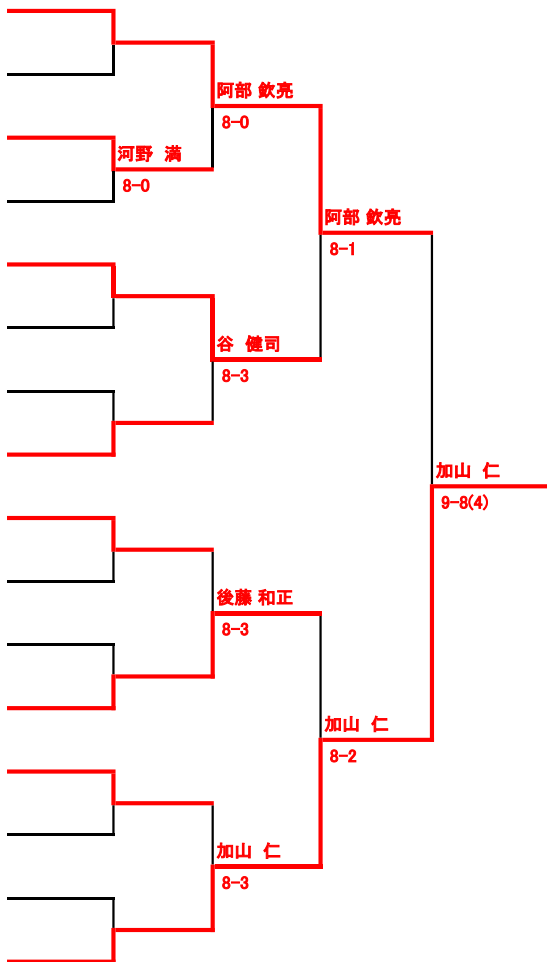 阿部 欽亮
8-0
河野 満
8-0
阿部 欽亮
8-1
谷 健司
8-3
加山 仁
9-8(4)
後藤 和正
8-3
加山 仁
8-2
加山 仁
8-3